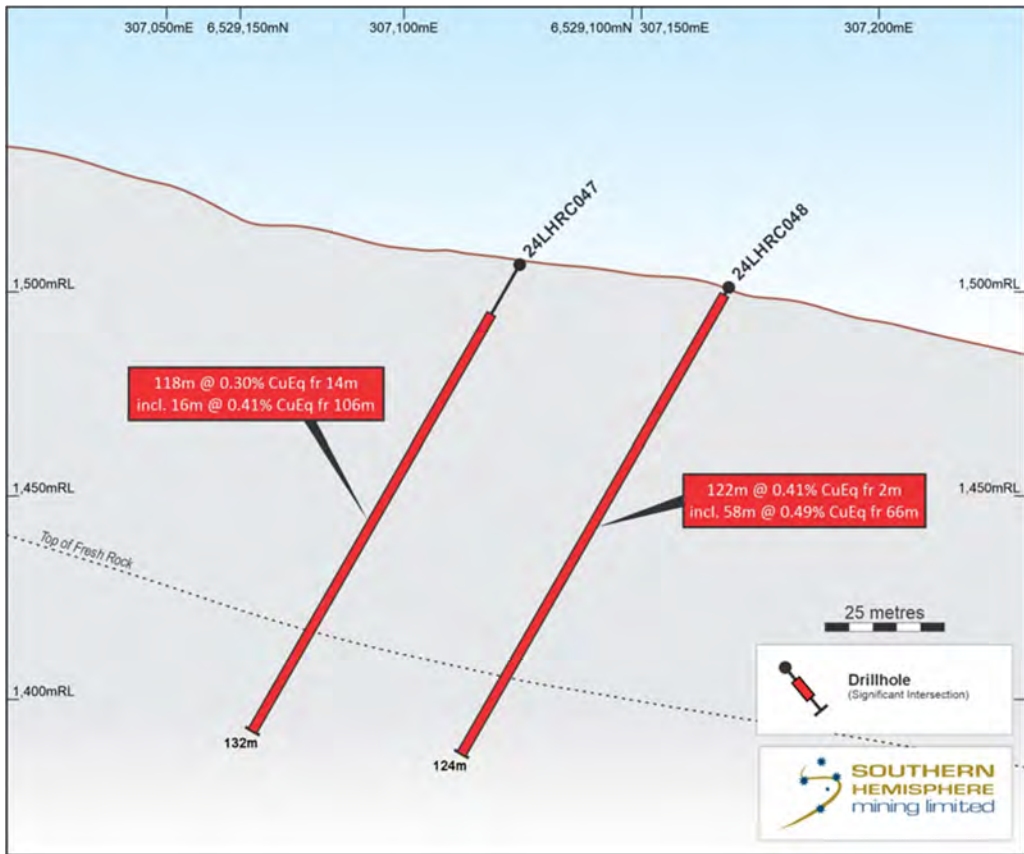 307,050mE 6,529,150mN 307,100mE 6,529,100mN 307,150mE 307,200mE
24LHRC047
24LHRC048
1,500mRL 1,500mRL
118m @ 0.30% CuEq fr 14m
incl. 16m @ 0.41% CuEq fr 106m
122m @ 0.41% CuEq fr 2m
incl. 58m @ 0.49% CuEq fr 66m
1,450mRL 1,450mRL
Top of Fresh Rock
25 metres
1,400mRL
Drillhole
(Significant Intersection)
132m
124m
SOUTHERN
HEMISPHERE
mining limited